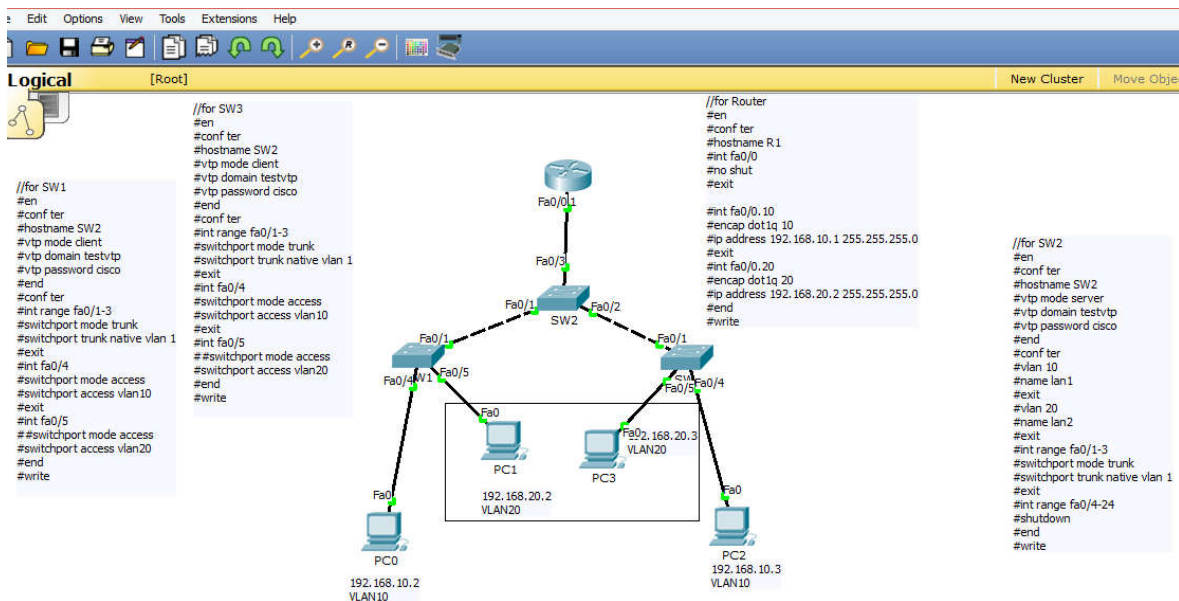 Edit Options View Tools Extensions Help
Logical [Root] New Cluster Move Obje
//for SW1
#en
#conf ter
#hostname SW2
#vtp mode client
#vtp domain testvtp
#vtp password cisco
#end
#conf ter
#int range fa0/1-3
#switchport mode trunk
#switchport trunk native vlan 1
#exit
#int fa0/4
#switchport mode access
#switchport access vlan10
#exit
#int fa0/5
##switchport mode access
#switchport access vlan20
#end
#write
//for SW3
#en
#conf ter
#hostname SW2
#vtp mode client
#vtp domain testvtp
#vtp password cisco
#end
#conf ter
#int range fa0/1-3
#switchport mode trunk
#switchport trunk native vlan 1
#exit
#int fa0/4
#switchport mode access
#switchport access vlan10
#exit
#int fa0/5
##switchport mode access
#switchport access vlan20
#end
#write
//for Router
#en
#conf ter
#hostname R1
#int fa0/0
#no shut
#exit
#int fa0/0.10
#encap dot1q 10
#ip address 192.168.10.1 255.255.255.0
#exit
#int fa0/0.20
#encap dot1q 20
#ip address 192.168.20.2 255.255.255.0
#end
#write
//for SW2
#en
#conf ter
#hostname SW2
#vtp mode server
#vtp domain testvtp
#vtp password cisco
#end
#conf ter
#vlan 10
#name lan1
#exit
#vlan 20
#name lan2
#exit
#int range fa0/1-3
#switchport mode trunk
#switchport trunk native vlan 1
#exit
#int range fa0/4-24
#shutdown
#end
#write
Fa0/3
Fa0/1 Fa0/2
SW2
Fa0/1 Fa0/1
Fa0/4 Fa0/5 Fa0/5 Fa0/4
Fa0 Fa0
PC1 PC3
192.168.20.2
VLAN20
VLAN20
Fa0 Fa0
PC0 PC2
192.168.10.2
VLAN10
192.168.10.3
VLAN10